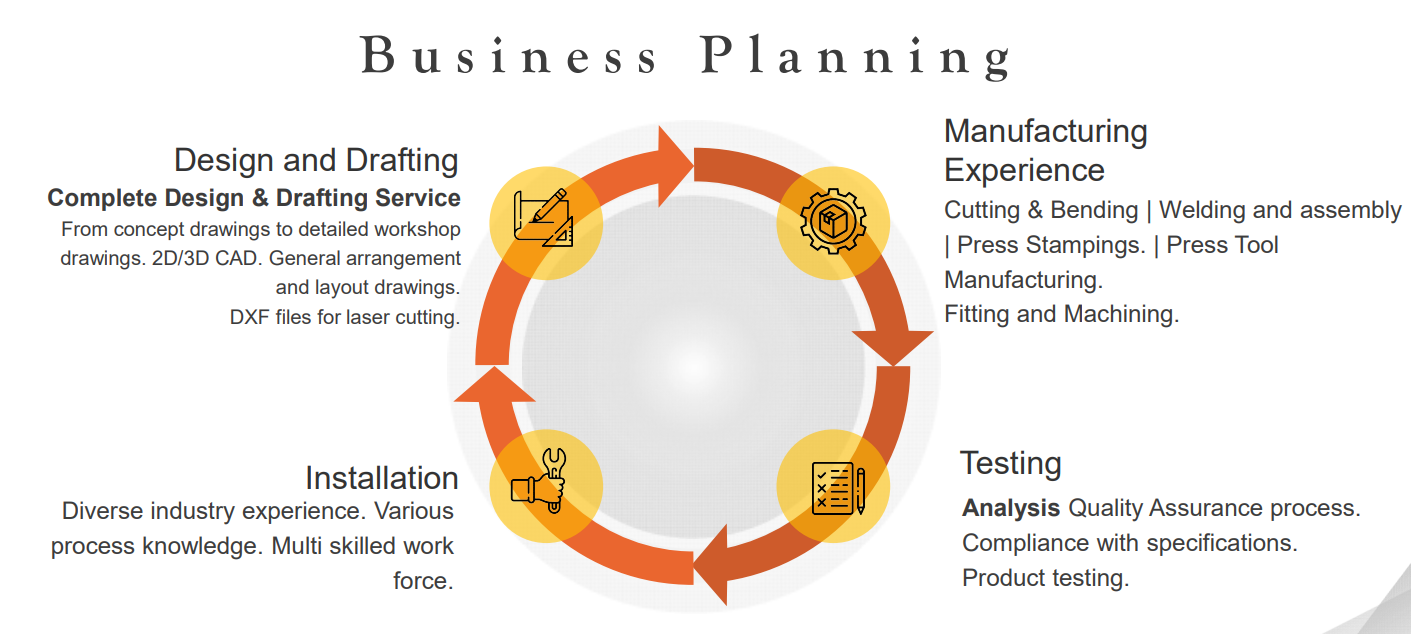 Business Planning
Design and Drafting
Complete Design & Drafting Service
From concept drawings to detailed workshop
drawings. 2D/3D CAD. General arrangement
and layout drawings.
DXF files for laser cutting.
Manufacturing
Experience
Cutting & Bending | Welding and assembly
| Press Stampings. | Press Tool
Manufacturing.
Fitting and Machining.
Installation
Diverse industry experience. Various
process knowledge. Multi skilled work
force.
Testing
Analysis Quality Assurance process.
Compliance with specifications.
Product testing.